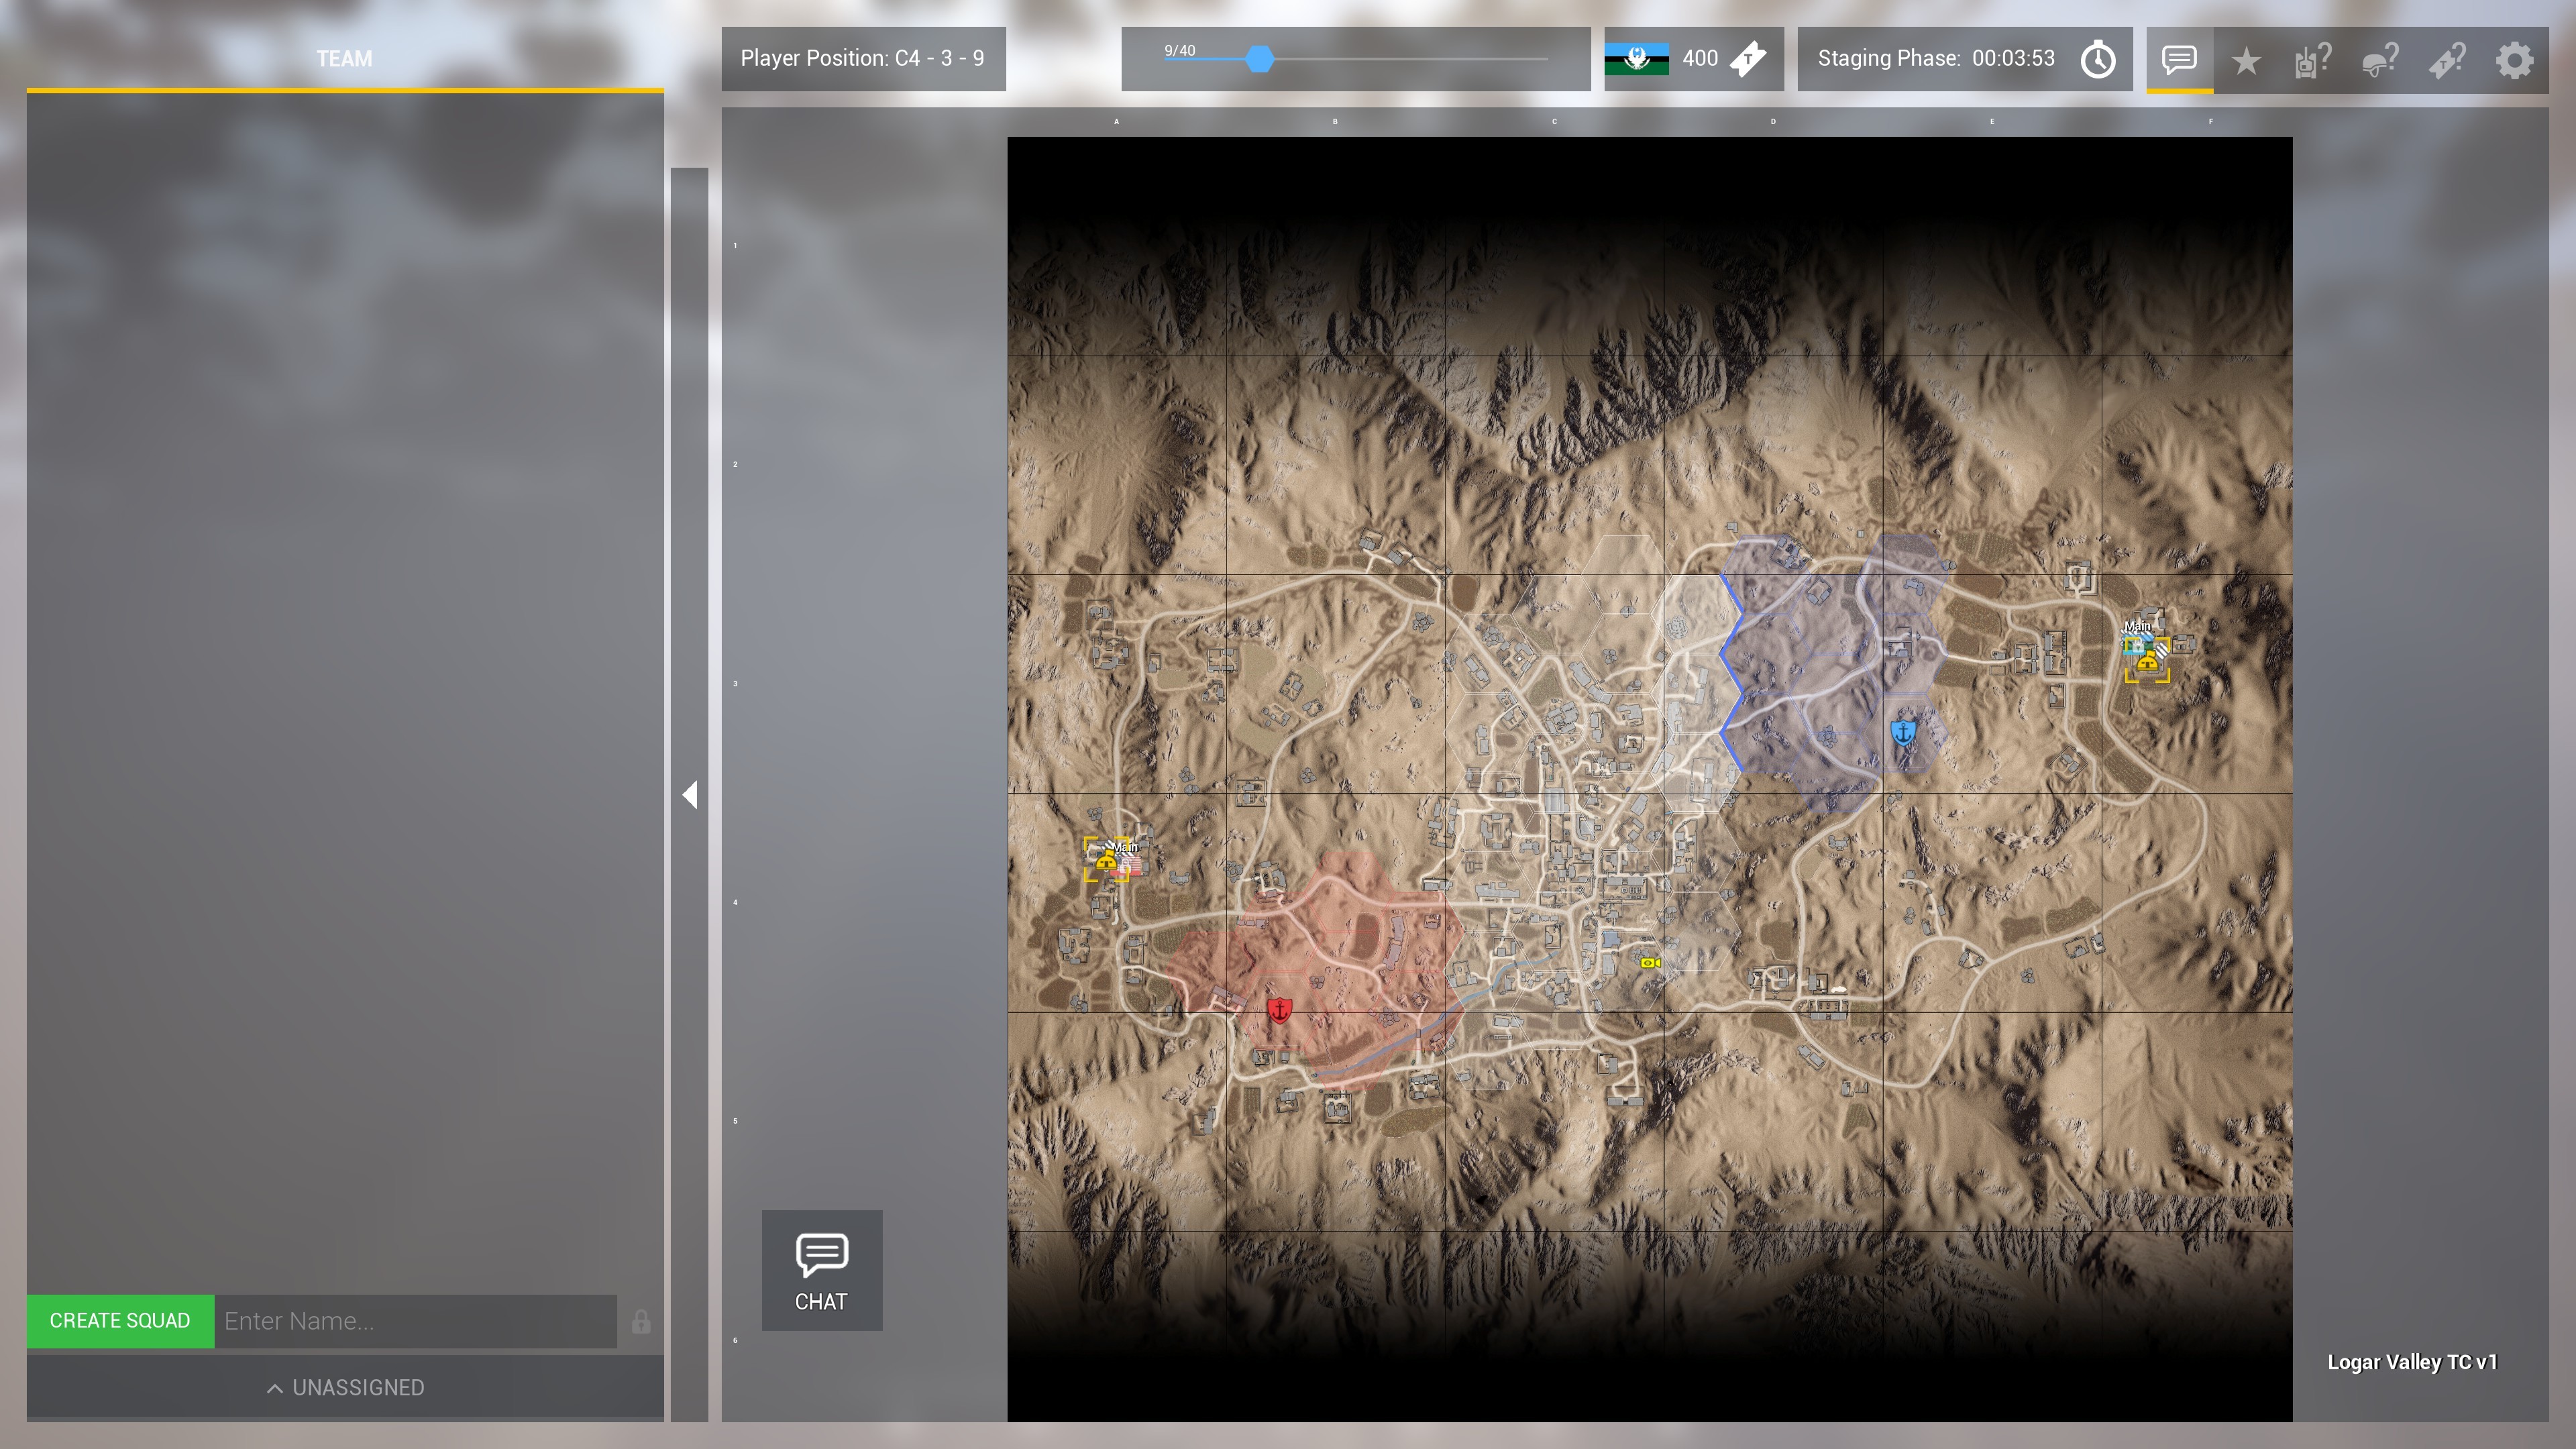 TEAM
Player Position: C4 - 3 - 9
9/40
400
T
Staging Phase: 00:03:53
?
?
T ?
A
B
C
D
E
F
1
2
3
4
5
6
Main
Main
CHAT
CREATE SQUAD
Enter Name...
UNASSIGNED
Logar Valley TC v1